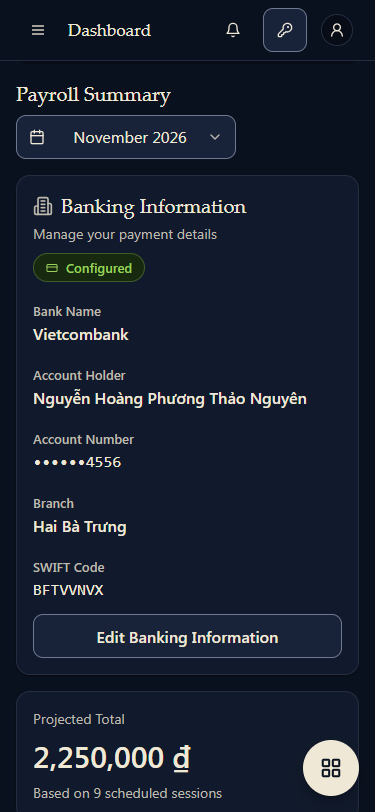 Dashboard
Payroll Summary
November 2026
Banking Information
Manage your payment details
Configured
Bank Name
Vietcombank
Account Holder
Nguyễn Hoàng Phương Thảo Nguyên
Account Number
••••••4556
Branch
Hai Bà Trưng
SWIFT Code
BFTVVNVX
Edit Banking Information
Projected Total
2,250,000 ₫
Based on 9 scheduled sessions